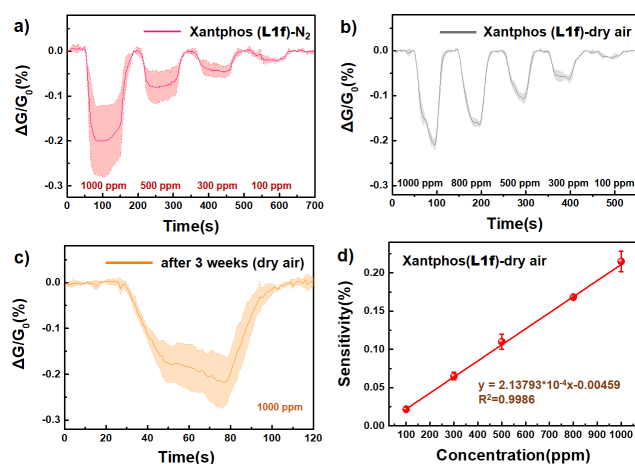 a)
Xantphos (L1f)-N₂
0.0
-0.1
-0.2
-0.3
ΔG/G₀(%)
1000 ppm 500 ppm 300 ppm 100 ppm
0 100 200 300 400 500 600 700
Time(s)
b)
Xantphos (L1f)-dry air
0.0
-0.1
-0.2
-0.3
ΔG/G₀(%)
1000 ppm 800 ppm 500 ppm 300 ppm 100 ppm
0 100 200 300 400 500
Time(s)
c)
after 3 weeks (dry air)
0.0
-0.1
-0.2
-0.3
ΔG/G₀(%)
1000 ppm
0 20 40 60 80 100 120
Time(s)
d)
Xantphos(L1f)-dry air
0.20
0.15
0.10
0.05
0.00
Sensitivity(%)
y = 2.13793*10⁻⁴x-0.00459
R²=0.9986
100 200 300 400 500 600 700 800 900 1000
Concentration(ppm)